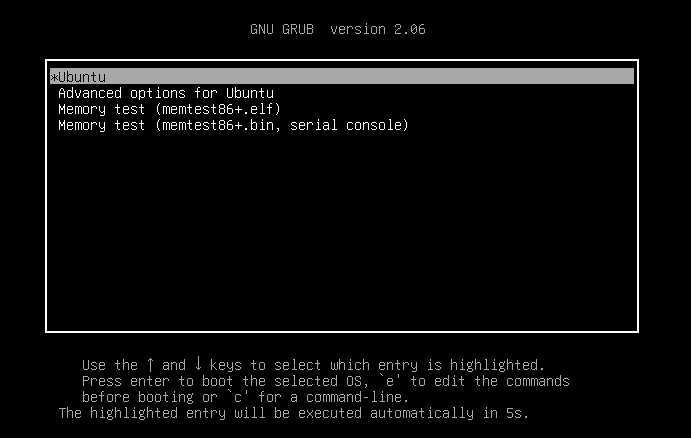 GNU GRUB  version 2.06
*Ubuntu
Advanced options for Ubuntu
Memory test (memtest86+.elf)
Memory test (memtest86+.bin, serial console)
Use the ↑ and ↓ keys to select which entry is highlighted.
Press enter to boot the selected OS, `e' to edit the commands
before booting or `c' for a command-line.
The highlighted entry will be executed automatically in 5s.